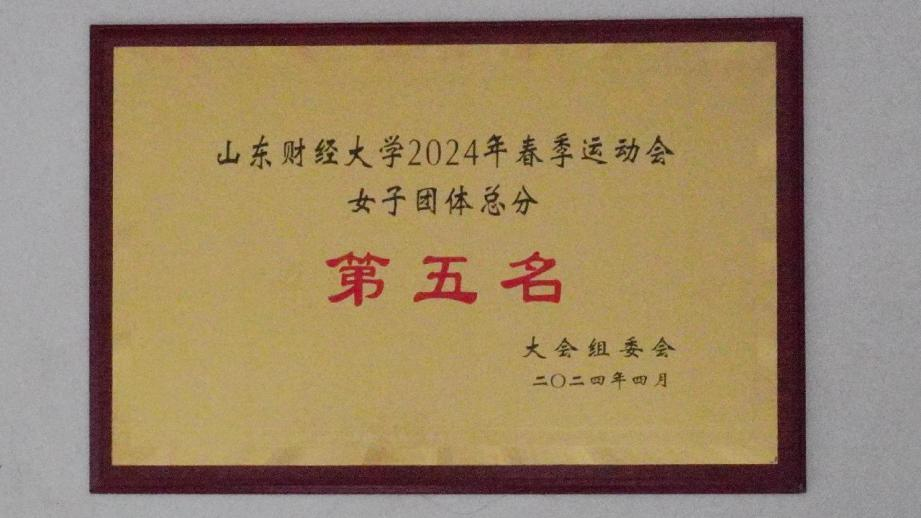 山东财经大学2024年春季运动会
女子团体总分
第五名
大会组委会
二〇二四年四月